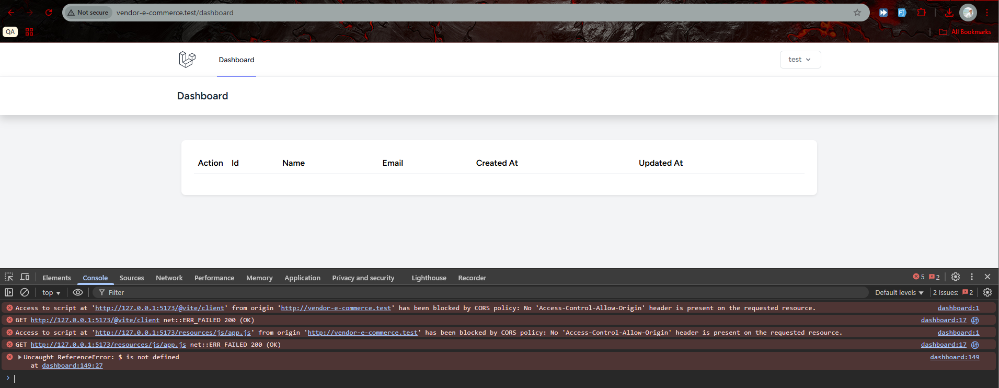 Not secure vendor-e-commerce.test/dashboard
QA All Bookmarks
Dashboard test
Dashboard
Action Id Name Email Created At Updated At
Elements Console Sources Network Performance Memory Application Privacy and security Lighthouse Recorder 5 2
top Filter Default levels 2 Issues: 2
Access to script at 'http://127.0.0.1:5173/@vite/client' from origin 'http://vendor-e-commerce.test' has been blocked by CORS policy: No 'Access-Control-Allow-Origin' header is present on the requested resource. dashboard:1
GET http://127.0.0.1:5173/@vite/client net::ERR_FAILED 200 (OK) dashboard:17
Access to script at 'http://127.0.0.1:5173/resources/js/app.js' from origin 'http://vendor-e-commerce.test' has been blocked by CORS policy: No 'Access-Control-Allow-Origin' header is present on the requested resource. dashboard:1
GET http://127.0.0.1:5173/resources/js/app.js net::ERR_FAILED 200 (OK) dashboard:17
Uncaught ReferenceError: $ is not defined dashboard:149
at dashboard:149:27